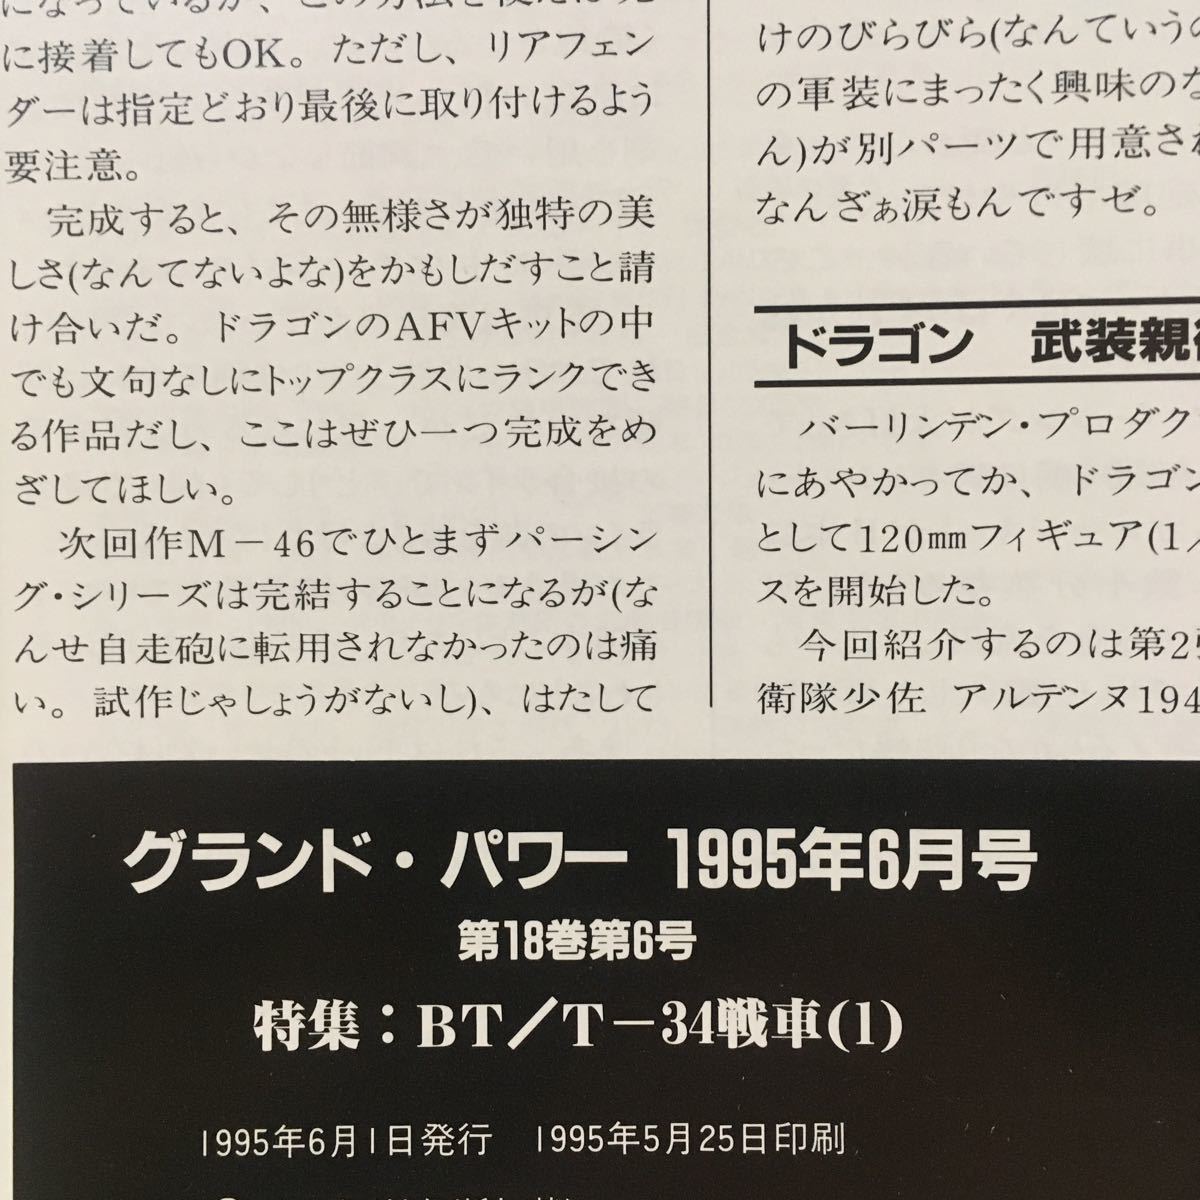 に接着してもOK。ただし、リアフェン
ダーは指定どおり最後に取り付けるよう
要注意。
完成すると、その無様さが独特の美
しさ(なんてないよな)をかもしだすこと請
け合いだ。ドラゴンのAFVキットの中
でも文句なしにトップクラスにランクでき
る作品だし、ここはぜひ一つ完成をめ
ざしてほしい。
次回作M－46でひとまずパーシン
グ・シリーズは完結することになるが(な
んせ自走砲に転用されなかったのは痛
い。試作じゃしょうがないし)、はたして
けのびらびら(なんていうの
の軍装にまったく興味のな
ん)が別パーツで用意され
なんざぁ涙もんですゼ。
ドラゴン 武装親衛
バーリンデン・プロダク
にあやかってか、ドラゴン
として120㎜フィギュア(1/
スを開始した。
今回紹介するのは第2弾
衛隊少佐 アルデンヌ194
グランド・パワー 1995年6月号
第18巻第6号
特集：BT／T－34戦車(1)
1995年6月1日発行 1995年5月25日印刷